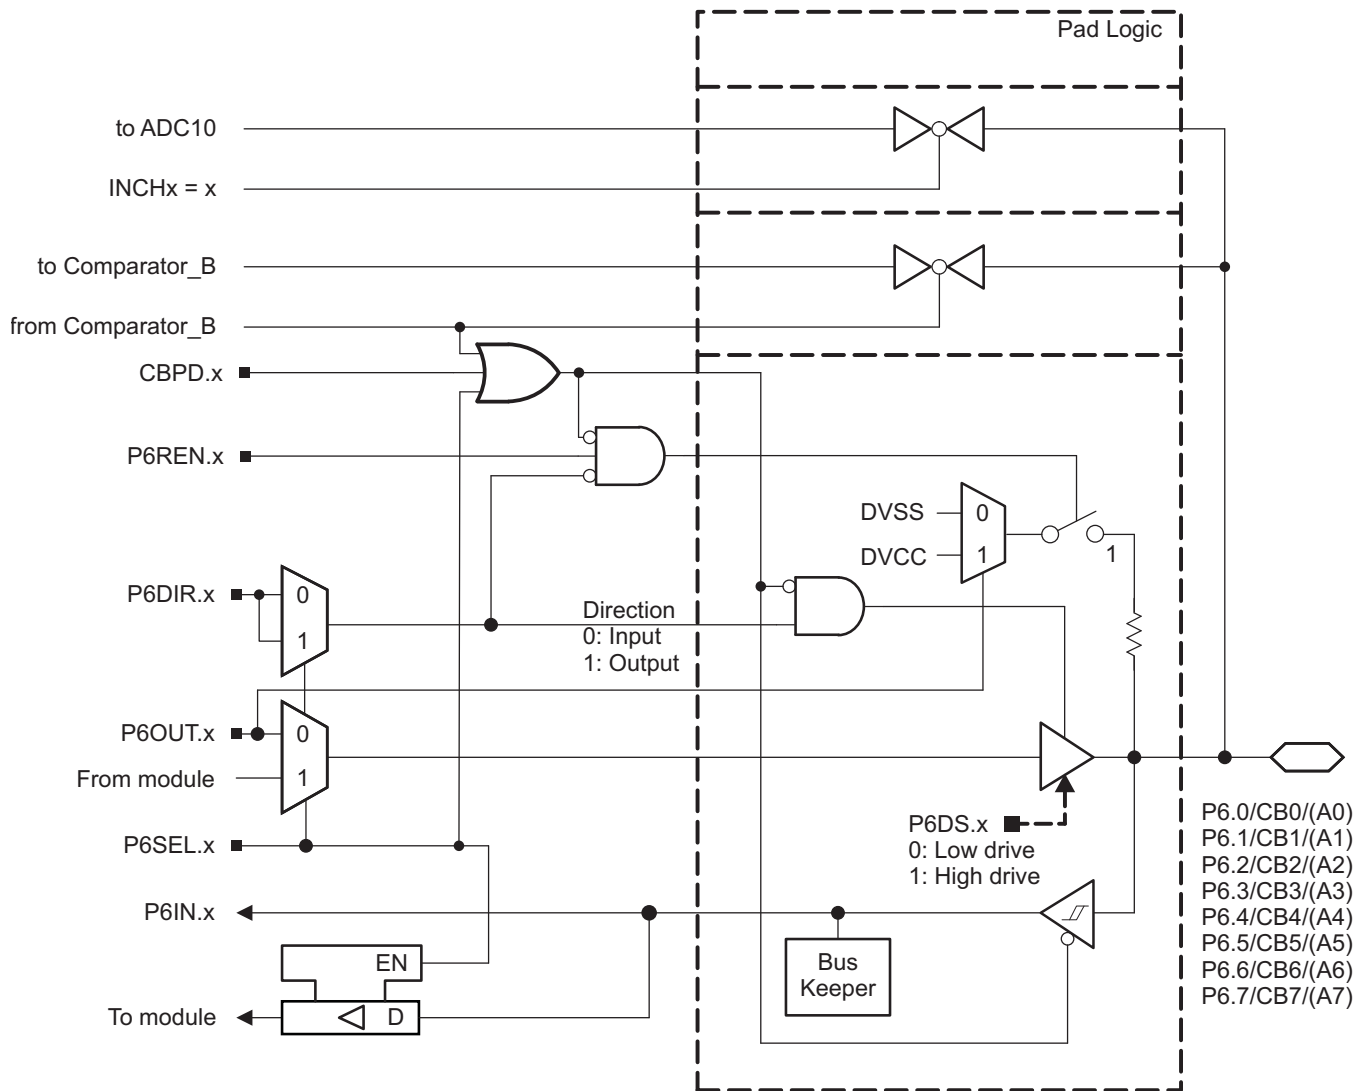 Pad Logic
to ADC10
INCHx = x
to Comparator_B
from Comparator_B
CBPD.x
P6REN.x
DVSS
0
DVCC
1
1
P6DIR.x
0
1
Direction
0: Input
1: Output
P6OUT.x
0
From module
1
P6SEL.x
P6DS.x
0: Low drive
1: High drive
P6.0/CB0/(A0)
P6.1/CB1/(A1)
P6.2/CB2/(A2)
P6.3/CB3/(A3)
P6.4/CB4/(A4)
P6.5/CB5/(A5)
P6.6/CB6/(A6)
P6.7/CB7/(A7)
P6IN.x
EN
Bus
Keeper
To module
D